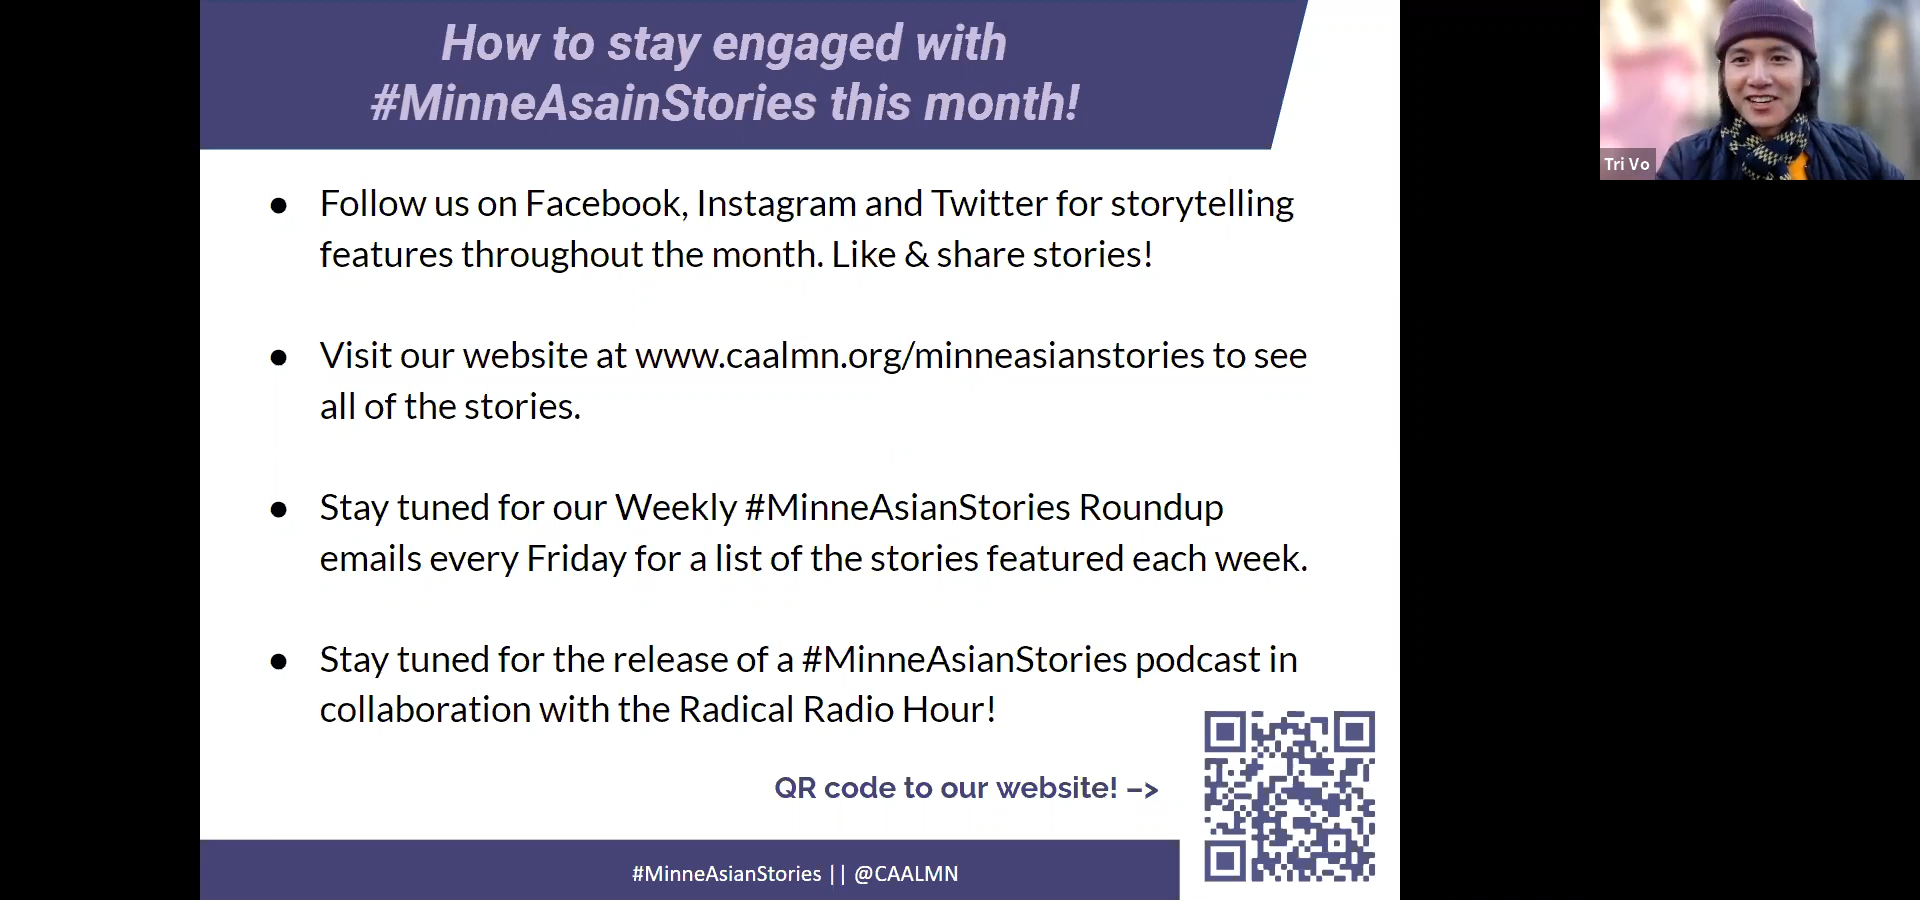 How to stay engaged with
#MinneAsainStories this month!
Tri Vo
● Follow us on Facebook, Instagram and Twitter for storytelling
features throughout the month. Like & share stories!
● Visit our website at www.caalmn.org/minneasianstories to see
all of the stories.
● Stay tuned for our Weekly #MinneAsianStories Roundup
emails every Friday for a list of the stories featured each week.
● Stay tuned for the release of a #MinneAsianStories podcast in
collaboration with the Radical Radio Hour!
QR code to our website! –>
#MinneAsianStories || @CAALMN